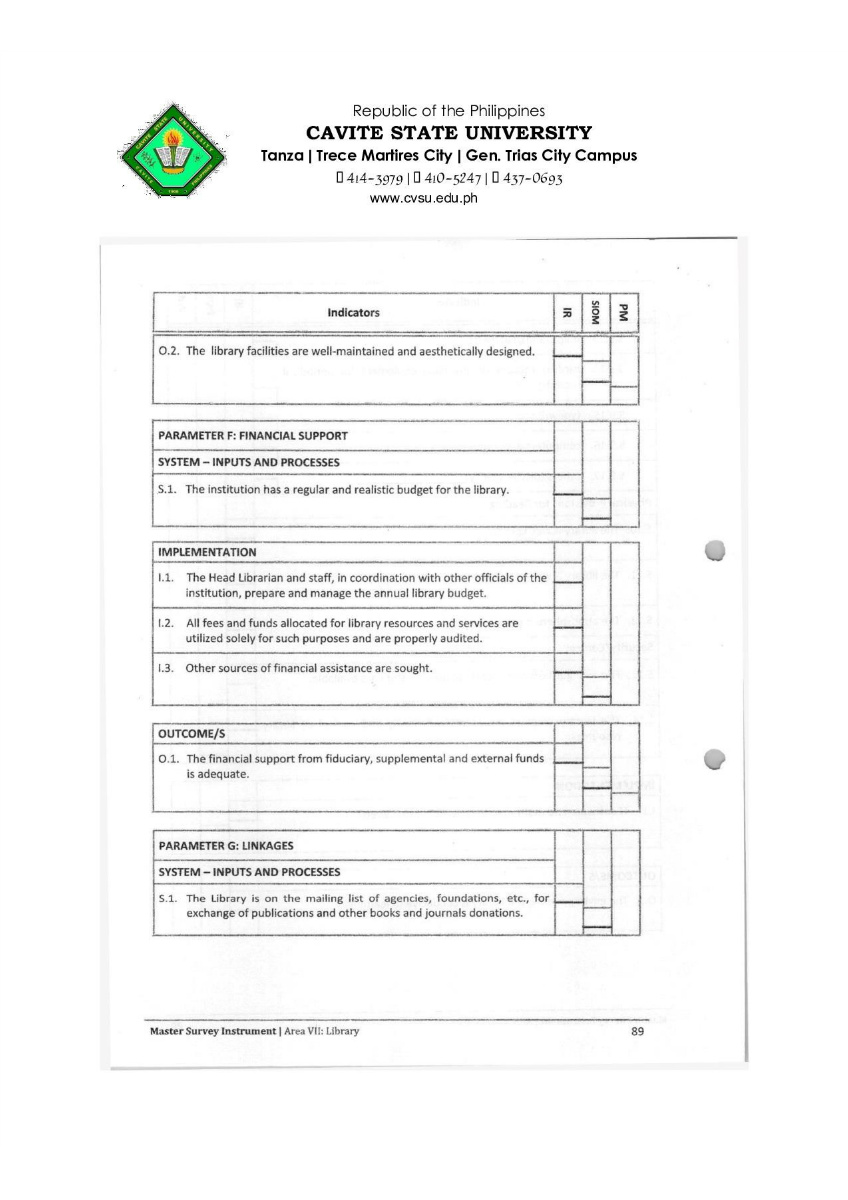 Republic of the Philippines
CAVITE STATE UNIVERSITY
Tanza | Trece Martires City | Gen. Trias City Campus
414-3979 | 410-5247 | 437-0693
www.cvsu.edu.ph
CAVITE STATE UNIVERSITY
CAVITE PHILIPPINES
1906
Indicators
IR
SIOM
PM
O.2. The library facilities are well-maintained and aesthetically designed.
PARAMETER F: FINANCIAL SUPPORT
SYSTEM – INPUTS AND PROCESSES
S.1. The institution has a regular and realistic budget for the library.
IMPLEMENTATION
I.1. The Head Librarian and staff, in coordination with other officials of the
institution, prepare and manage the annual library budget.
I.2. All fees and funds allocated for library resources and services are
utilized solely for such purposes and are properly audited.
I.3. Other sources of financial assistance are sought.
OUTCOME/S
O.1. The financial support from fiduciary, supplemental and external funds
is adequate.
PARAMETER G: LINKAGES
SYSTEM – INPUTS AND PROCESSES
S.1. The Library is on the mailing list of agencies, foundations, etc., for
exchange of publications and other books and journals donations.
Master Survey Instrument | Area VII: Library 89